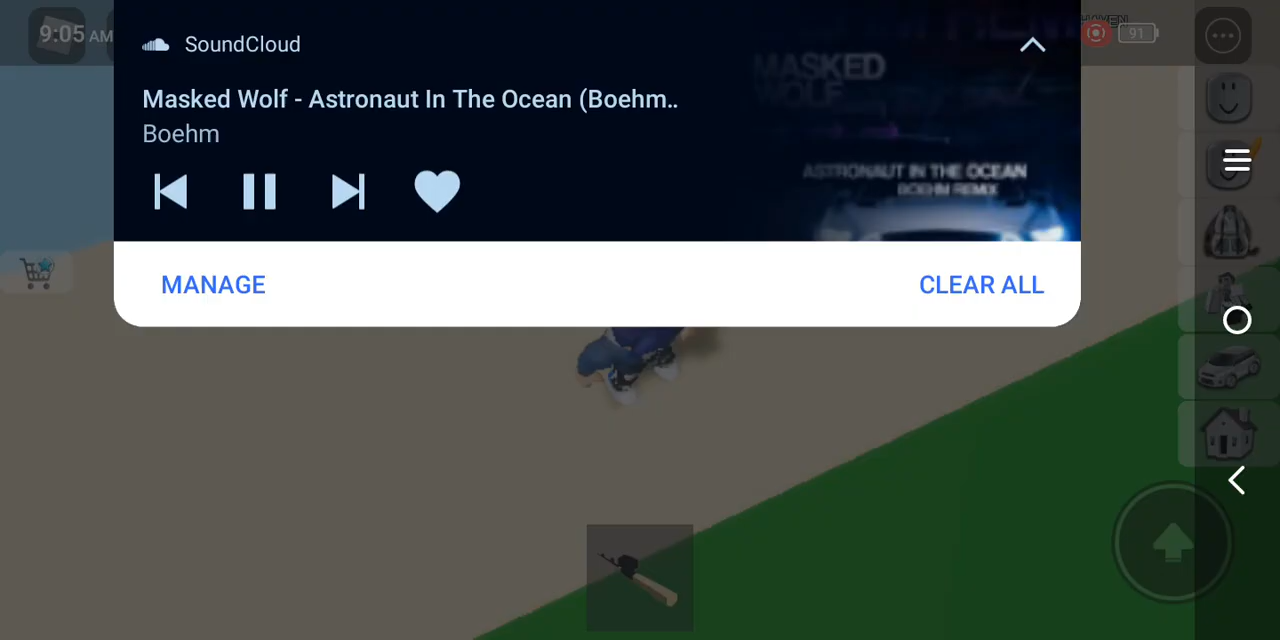 9:05 AM
SoundCloud
91
Masked Wolf - Astronaut In The Ocean (Boehm..
Boehm
MASKED
WOLF
ASTRONAUT IN THE OCEAN
BOEHM REMIX
MANAGE
CLEAR ALL